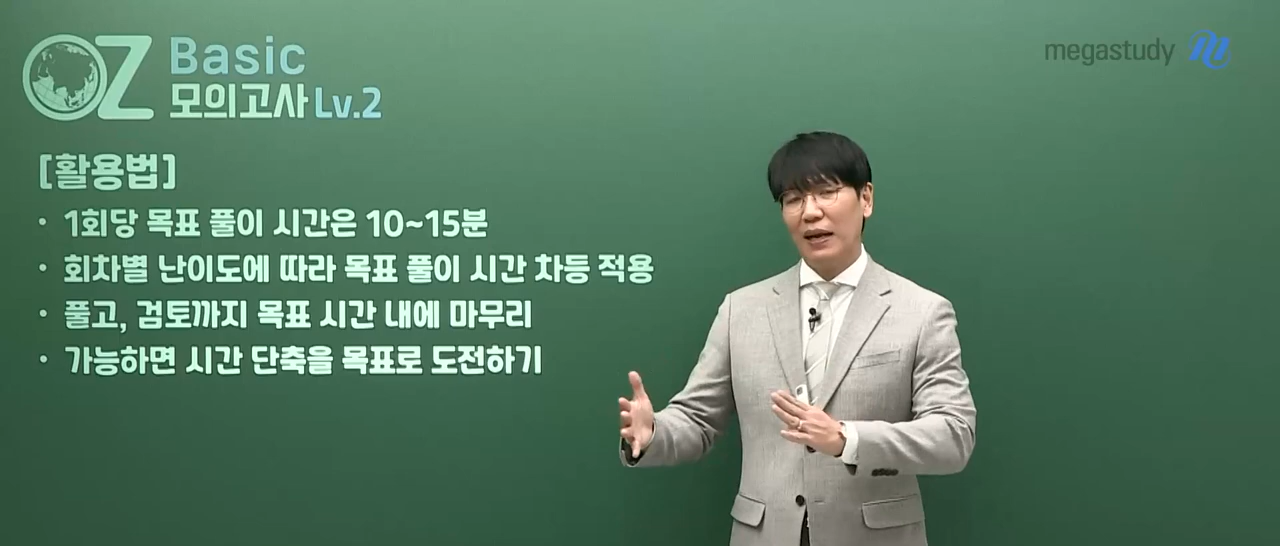 OZ Basic
모의고사 Lv.2
megastudy
[활용법]
• 1회당 목표 풀이 시간은 10~15분
• 회차별 난이도에 따라 목표 풀이 시간 차등 적용
• 풀고, 검토까지 목표 시간 내에 마무리
• 가능하면 시간 단축을 목표로 도전하기